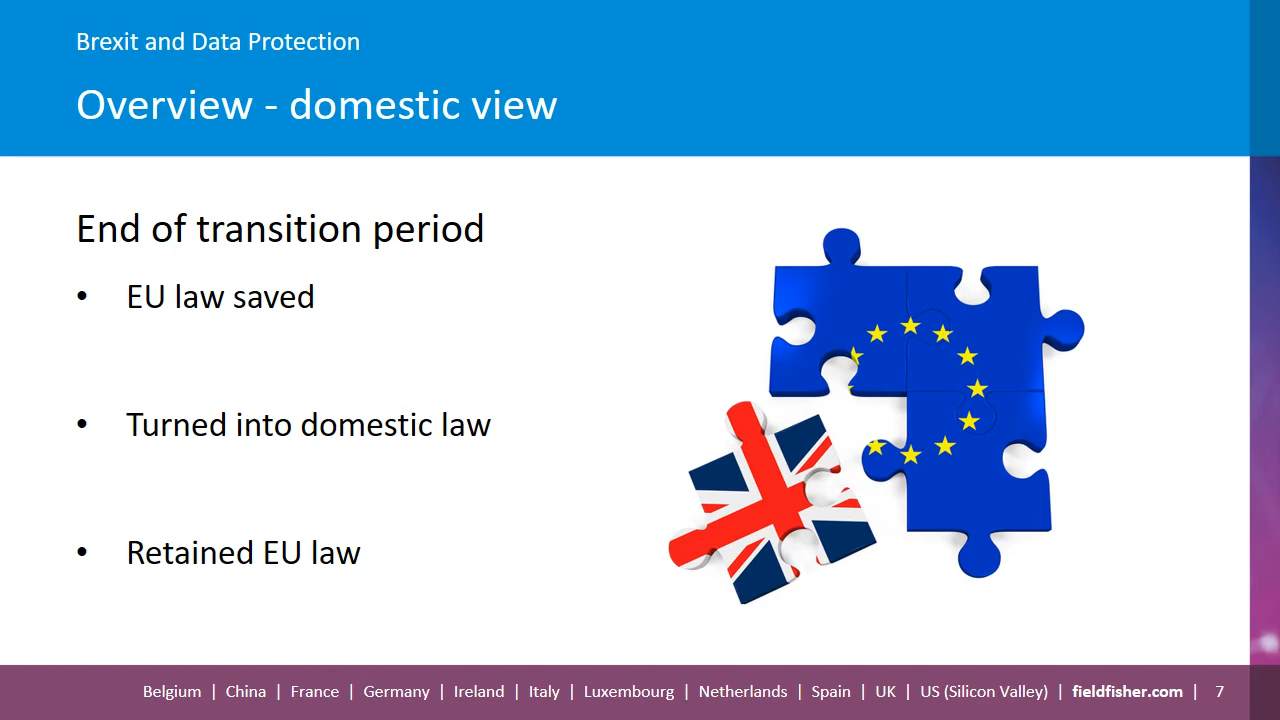 Brexit and Data Protection
Overview - domestic view
End of transition period
• EU law saved
• Turned into domestic law
• Retained EU law
Belgium | China | France | Germany | Ireland | Italy | Luxembourg | Netherlands | Spain | UK | US (Silicon Valley) | fieldfisher.com | 7